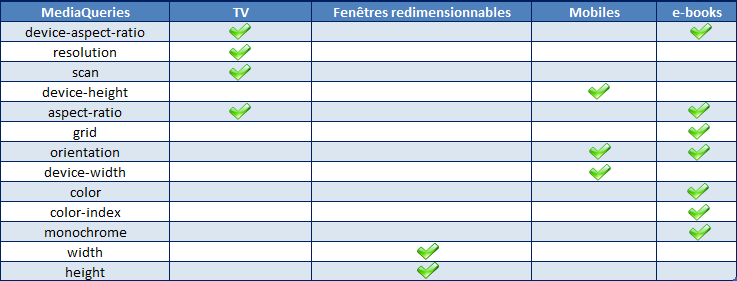 MediaQueries TV Fenêtres redimensionnables Mobiles e-books
device-aspect-ratio
resolution
scan
device-height
aspect-ratio
grid
orientation
device-width
color
color-index
monochrome
width
height